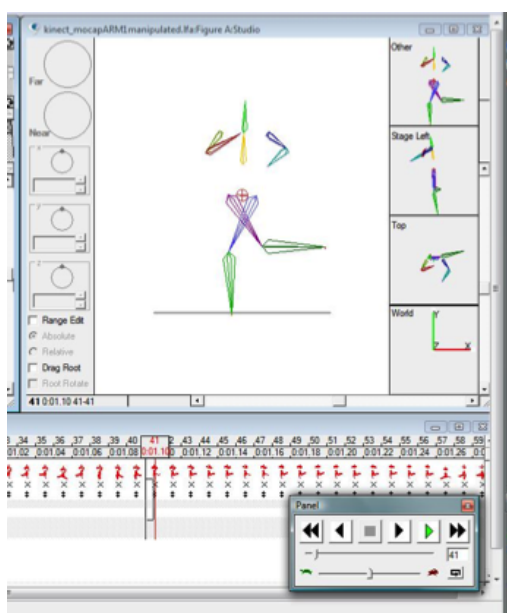 kinect_mocapARM1manipulated.lfa:Figure A:Studio
Far
Near
Other
Stage Left
Top
World
Y
Z X
Range Edit
Absolute
Relative
Drag Root
Root Rotate
41 0:01.10 41-41
34 35 36 37 38 39 40 41 42 43 44 45 46 47 48 49 50 51 52 53 54 55 56 57 58 59
0:01.02 0:01.04 0:01.06 0:01.08 0:01.10 0:01.12 0:01.14 0:01.16 0:01.18 0:01.20 0:01.22 0:01.24 0:01.26
Panel
41